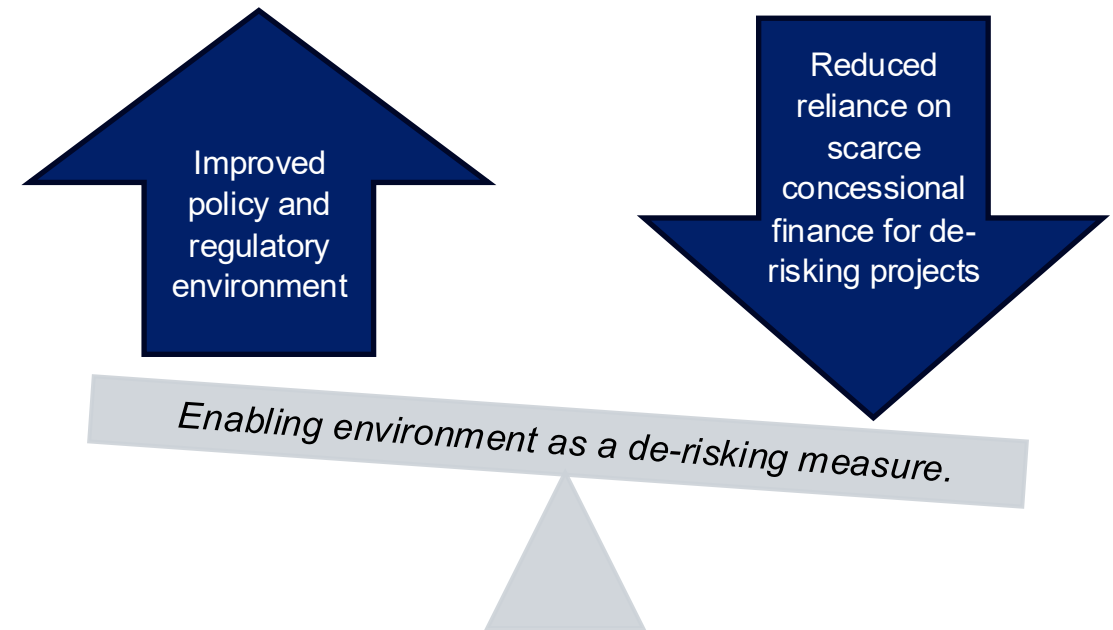 Improved
policy and
regulatory
environment
Reduced
reliance on
scarce
concessional
finance for de-
risking projects
Enabling environment as a de-risking measure.